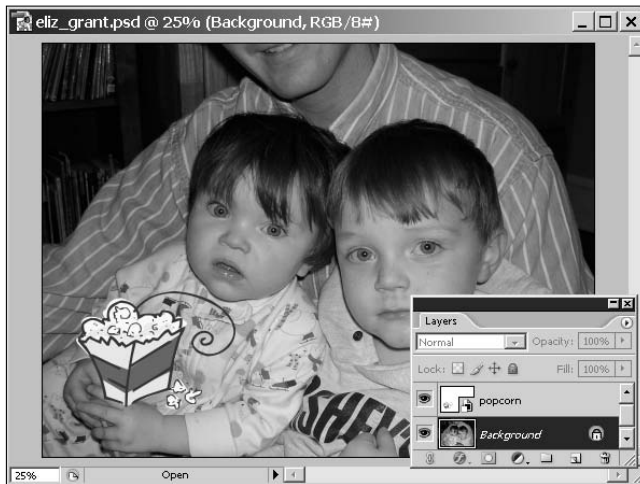 eliz_grant.psd @ 25% (Background, RGB/8#)
Layers
Normal
Opacity: 100%
Lock:
Fill: 100%
popcorn
Background
25%
Open